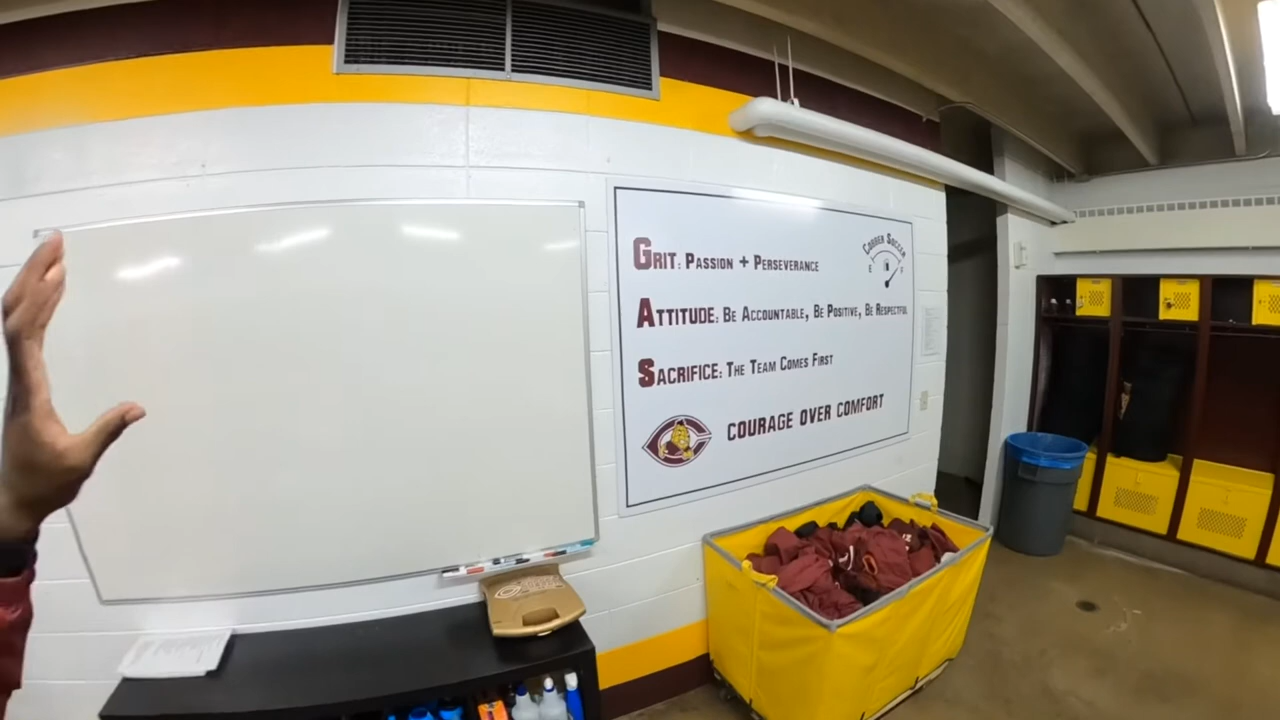 GRIT: PASSION + PERSEVERANCE
COBBER SOCCER
E F
ATTITUDE: BE ACCOUNTABLE, BE POSITIVE, BE RESPECTFUL
SACRIFICE: THE TEAM COMES FIRST
C
COURAGE OVER COMFORT